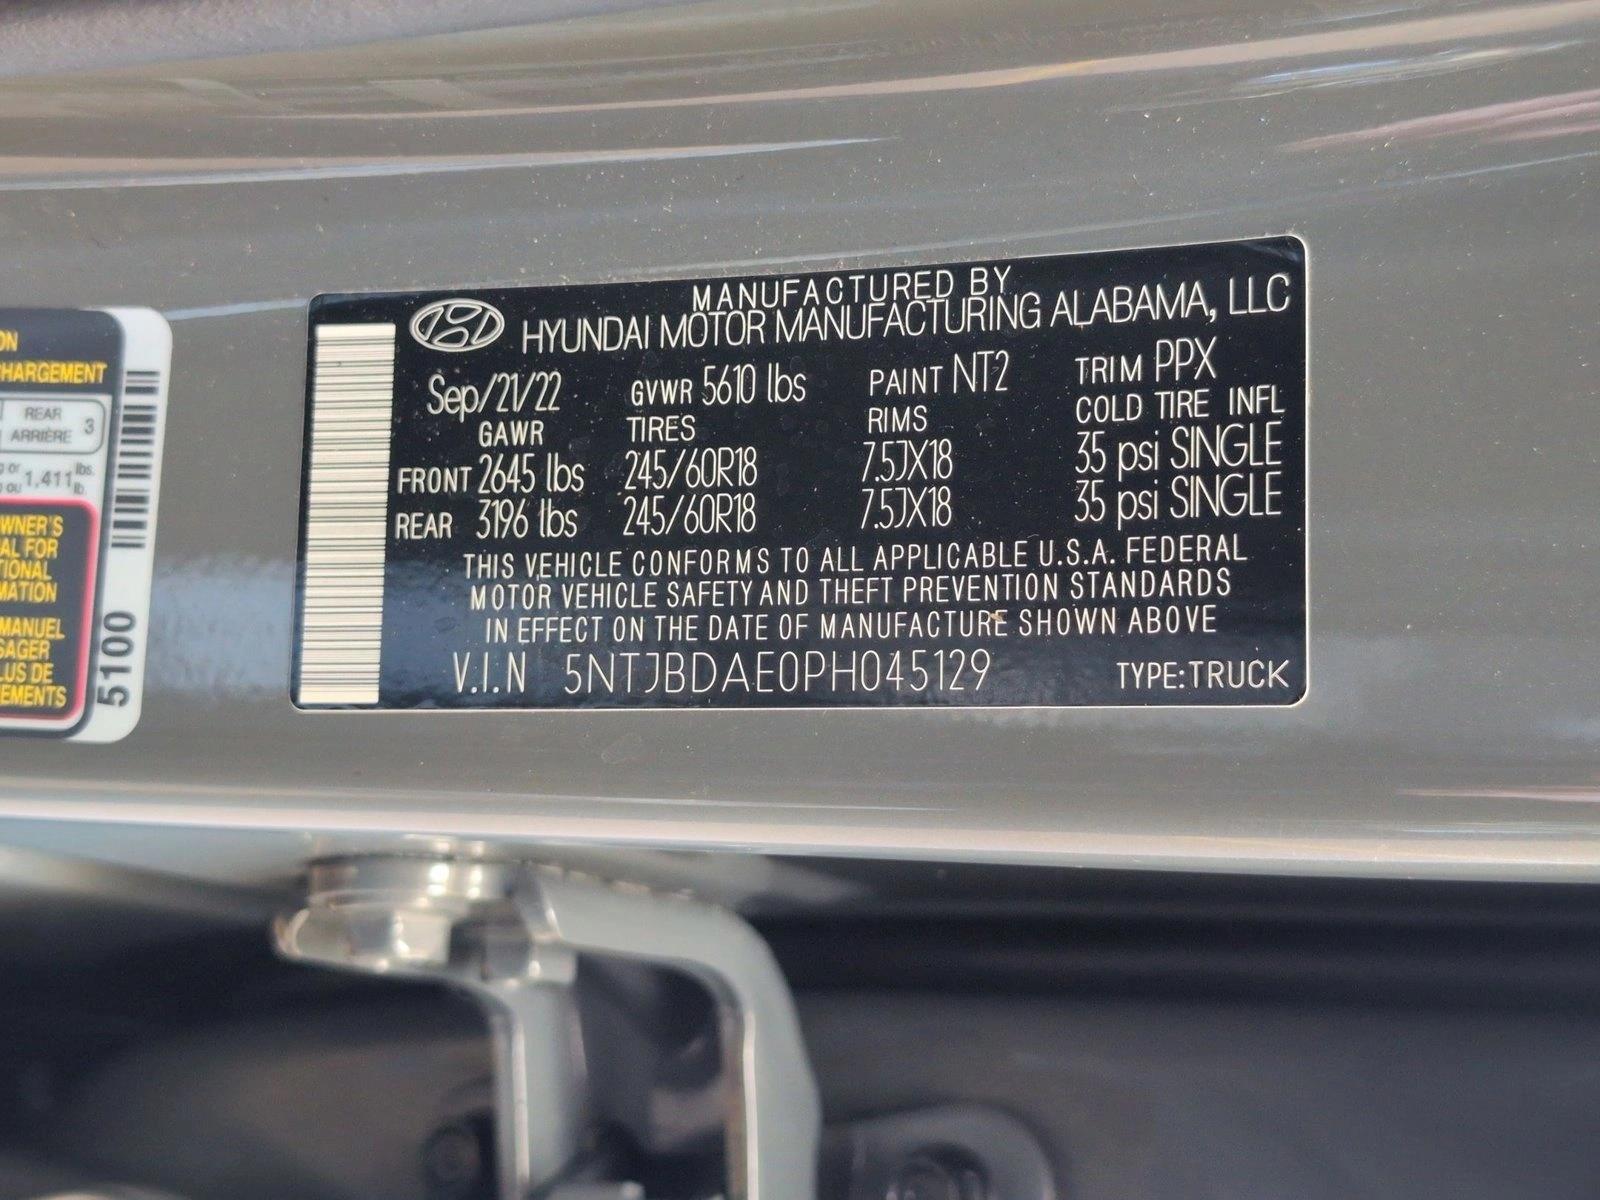 MANUFACTURED BY
HYUNDAI MOTOR MANUFACTURING ALABAMA, LLC
Sep/21/22 GVWR 5610 lbs PAINT NT2 TRIM PPX
GAWR TIRES RIMS COLD TIRE INFL
FRONT 2645 lbs 245/60R18 7.5JX18 35 psi SINGLE
REAR 3196 lbs 245/60R18 7.5JX18 35 psi SINGLE
THIS VEHICLE CONFORMS TO ALL APPLICABLE U.S.A. FEDERAL
MOTOR VEHICLE SAFETY AND THEFT PREVENTION STANDARDS
IN EFFECT ON THE DATE OF MANUFACTURE SHOWN ABOVE
V.I.N 5NTJBDAE0PH045129 TYPE:TRUCK
ON
HARGEMENT
REAR
ARRIÈRE 3
or 1,411 lbs.
ou lb.
OWNER'S
AL FOR
TIONAL
MATION
MANUEL
SAGER
LUS DE
EMENTS
5100